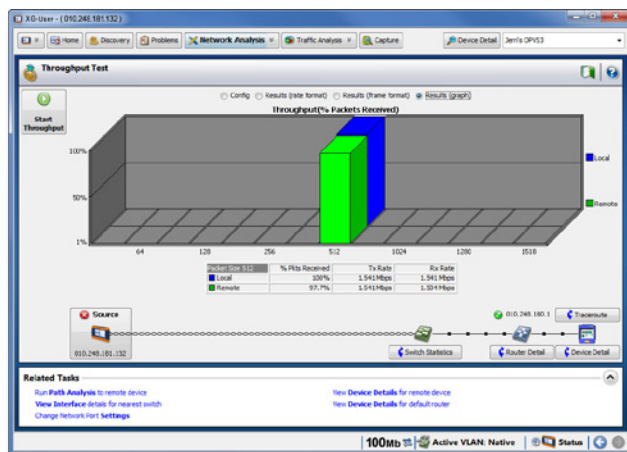 XG-User - ( 010.248.181.132 )
Home Discovery Problems Network Analysis Traffic Analysis Capture Device Detail Jerri's OPVS3
Throughput Test
Config Results (rate format) Results (frame format) Results (graph)
Start Throughput
Throughput(% Packets Received)
100%
50%
1%
64 128 256 512 1024 1280 1518
Local
Remote
Packet Size 512 % Pkts Received Tx Rate Rx Rate
Local 100% 1.541Mbps 1.541 Mbps
Remote 97.7% 1.541Mbps 1.504 Mbps
Source
010.248.181.132
010.248.180.1
Traceroute
Switch Statistics
Router Detail
Device Detail
Related Tasks
Run Path Analysis to remote device
View Interface details for nearest switch
Change Network Port Settings
View Device Details for remote device
View Device Details for default router
100Mb Active VLAN: Native Status